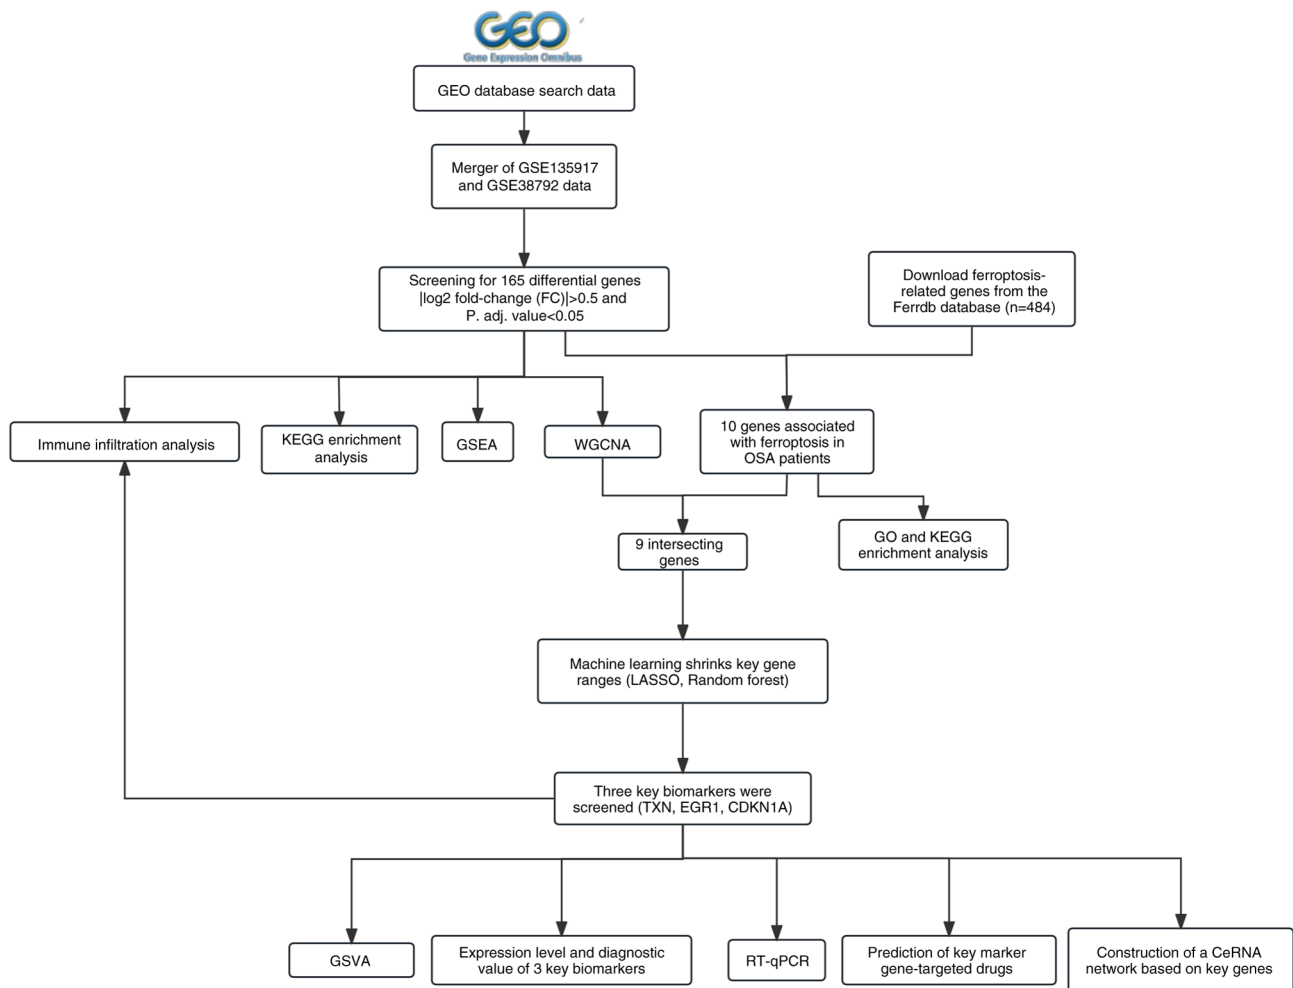 GEO
Gene Expression Omnibus
GEO database search data
Merger of GSE135917
and GSE38792 data
Screening for 165 differential genes
|log2 fold-change (FC)|>0.5 and
P. adj. value<0.05
Download ferroptosis-
related genes from the
Ferrdb database (n=484)
Immune infiltration analysis
KEGG enrichment
analysis
GSEA
WGCNA
10 genes associated
with ferroptosis in
OSA patients
9 intersecting
genes
GO and KEGG
enrichment analysis
Machine learning shrinks key gene
ranges (LASSO, Random forest)
Three key biomarkers were
screened (TXN, EGR1, CDKN1A)
GSVA
Expression level and diagnostic
value of 3 key biomarkers
RT-qPCR
Prediction of key marker
gene-targeted drugs
Construction of a CeRNA
network based on key genes